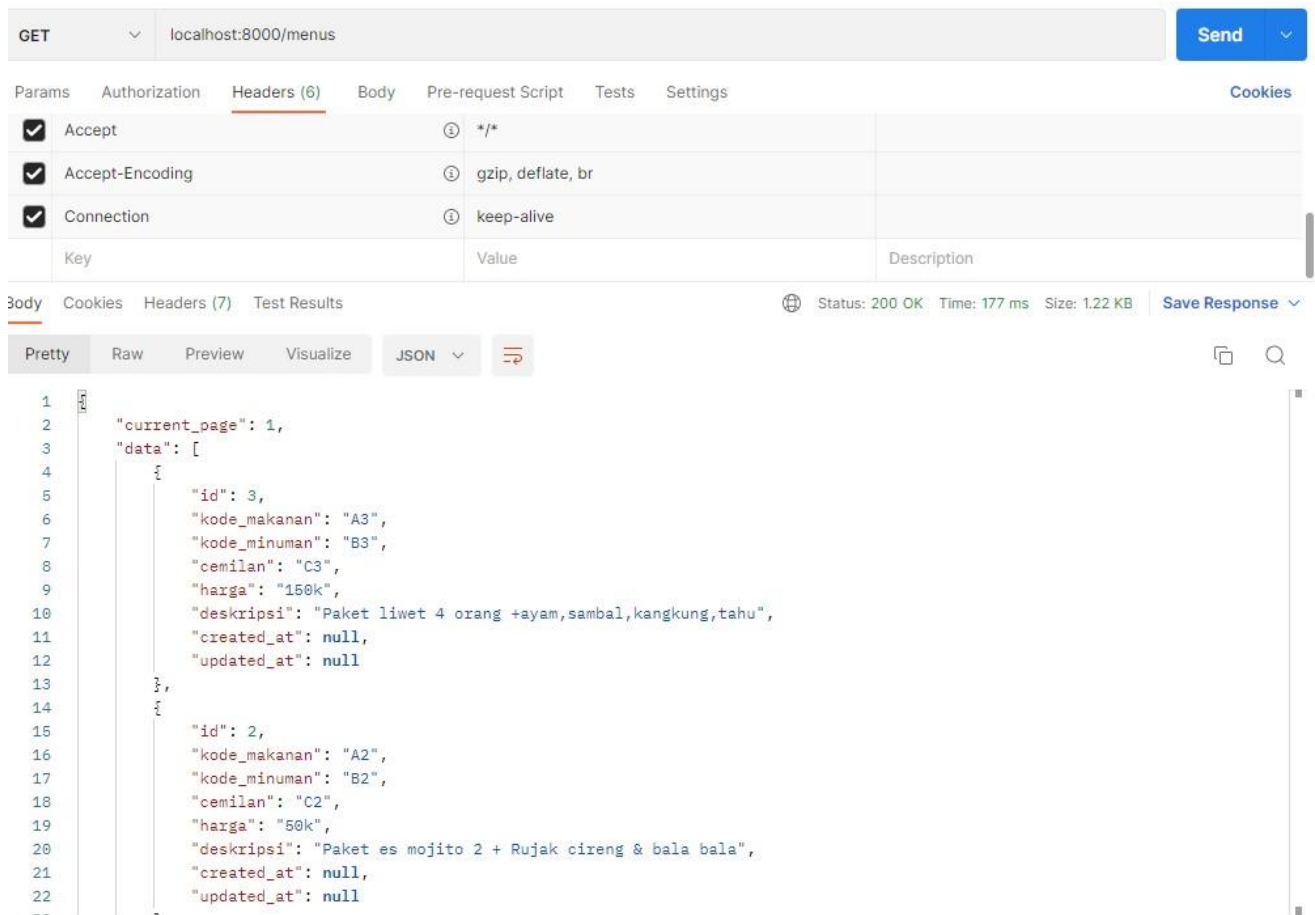 GET localhost:8000/menus Send
Params Authorization Headers (6) Body Pre-request Script Tests Settings Cookies
Accept */*
Accept-Encoding gzip, deflate, br
Connection keep-alive
Key Value Description
Body Cookies Headers (7) Test Results Status: 200 OK Time: 177 ms Size: 1.22 KB Save Response
Pretty Raw Preview Visualize JSON
1 {
2 "current_page": 1,
3 "data": [
4 {
5 "id": 3,
6 "kode_makanan": "A3",
7 "kode_minuman": "B3",
8 "cemilan": "C3",
9 "harga": "150k",
10 "deskripsi": "Paket liwet 4 orang +ayam,sambal,kangkung,tahu",
11 "created_at": null,
12 "updated_at": null
13 },
14 {
15 "id": 2,
16 "kode_makanan": "A2",
17 "kode_minuman": "B2",
18 "cemilan": "C2",
19 "harga": "50k",
20 "deskripsi": "Paket es mojito 2 + Rujak cireng & bala bala",
21 "created_at": null,
22 "updated_at": null